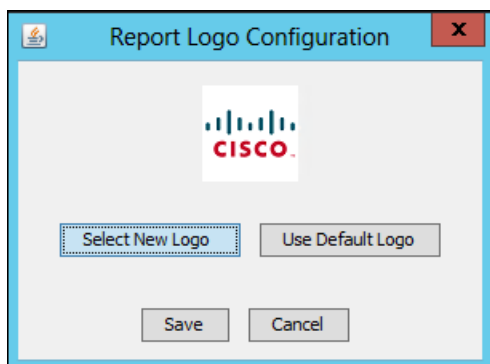 Report Logo Configuration
x
CISCO
Select New Logo
Use Default Logo
Save
Cancel